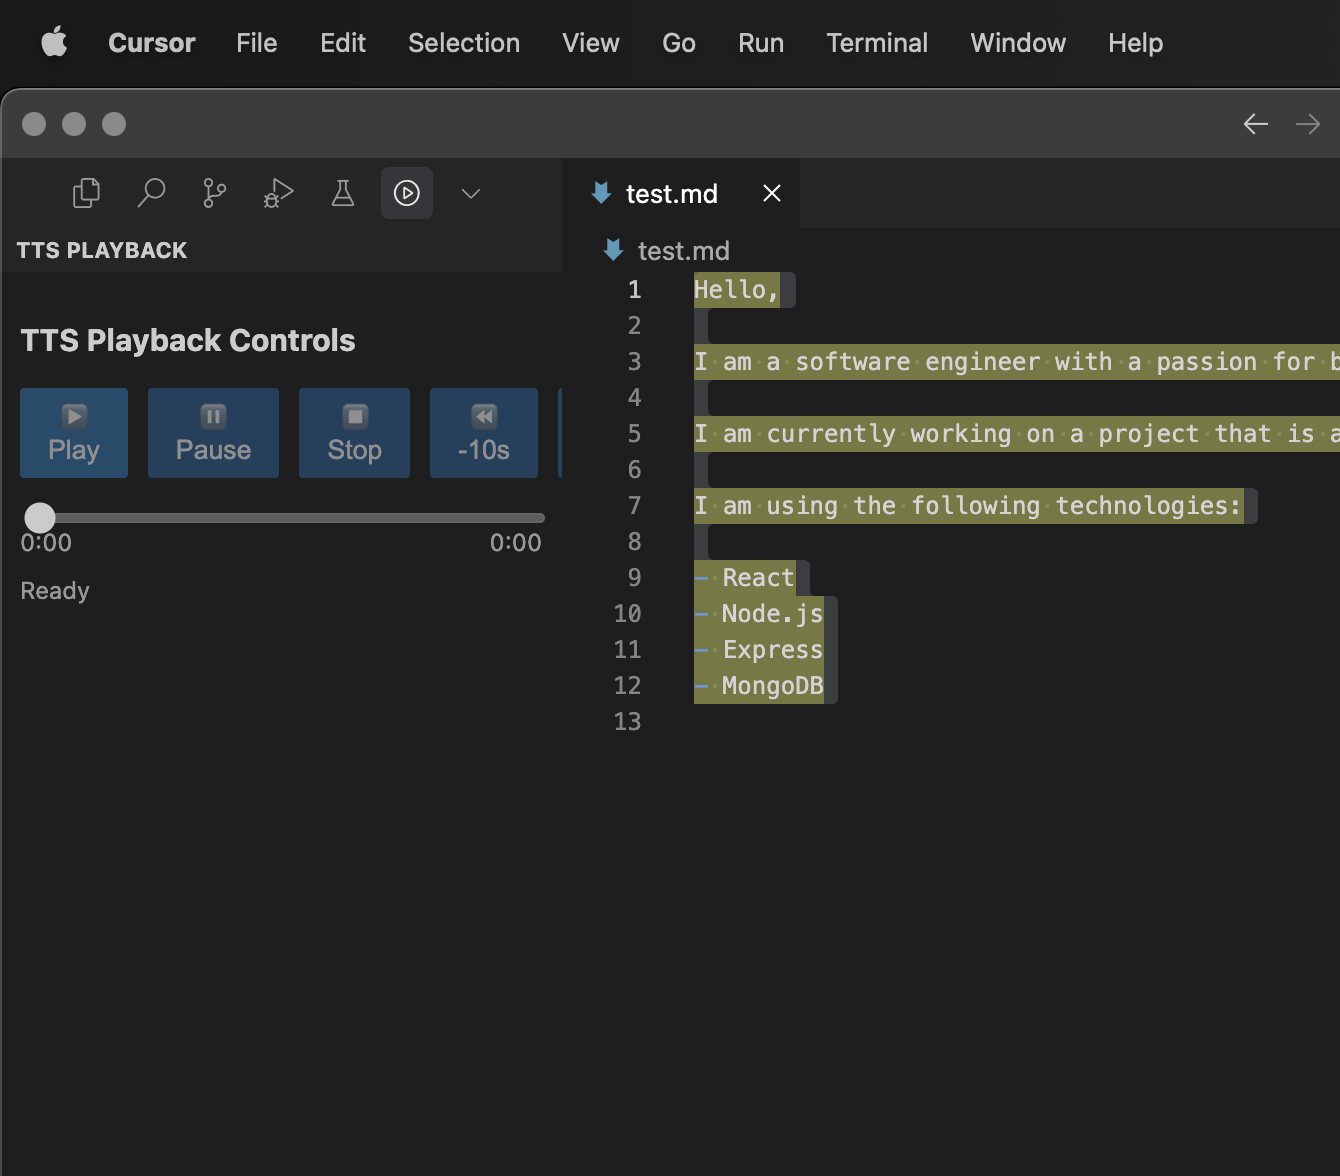 Cursor File Edit Selection View Go Run Terminal Window Help
test.md
TTS PLAYBACK
test.md
TTS Playback Controls
Play Pause Stop -10s
0:00 0:00
Ready
1 Hello,
2
3 I am a software engineer with a passion for b
4
5 I am currently working on a project that is a
6
7 I am using the following technologies:
8
9 - React
10 - Node.js
11 - Express
12 - MongoDB
13